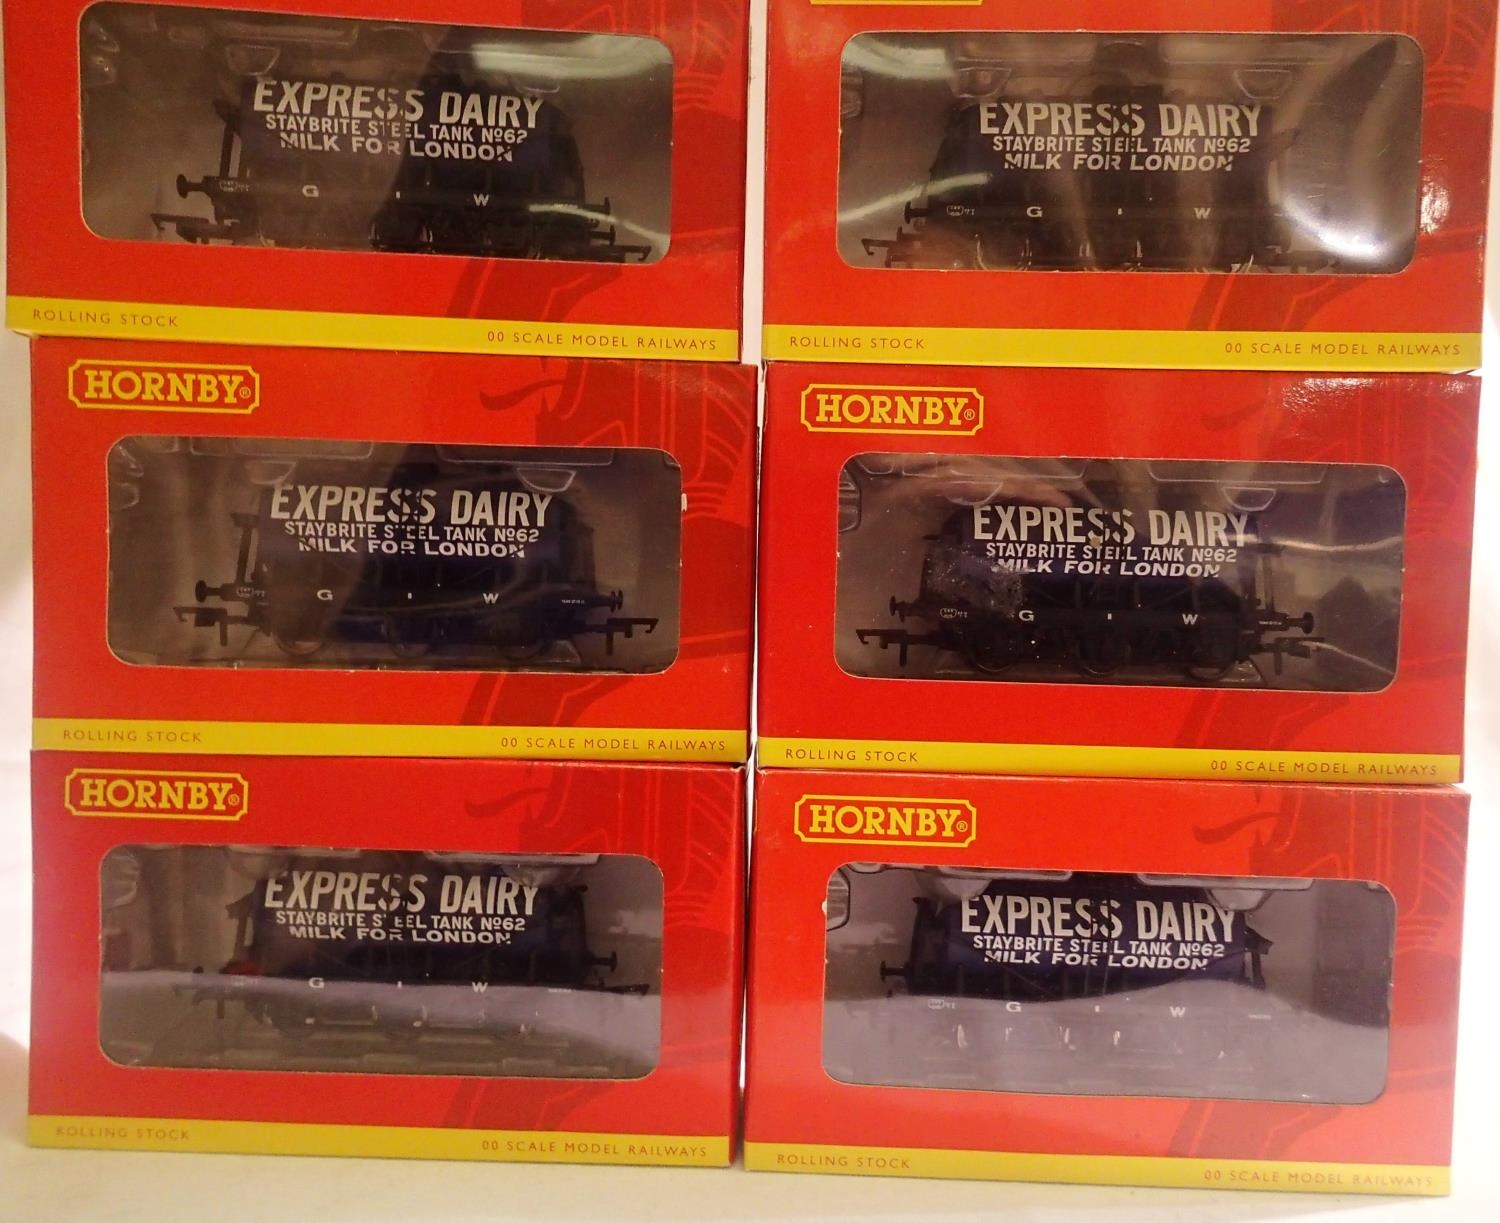 EXPRESS DAIRY
STAYBRITE STEEL TANK Nº62
MILK FOR LONDON
G W
ROLLING STOCK
00 SCALE MODEL RAILWAYS
EXPRESS DAIRY
STAYBRITE STEEL TANK Nº62
MILK FOR LONDON
G W
ROLLING STOCK
00 SCALE MODEL RAILWAYS
HORNBY®
EXPRESS DAIRY
STAYBRITE STEEL TANK Nº62
MILK FOR LONDON
G W
ROLLING STOCK
00 SCALE MODEL RAILWAYS
HORNBY®
EXPRESS DAIRY
STAYBRITE STEEL TANK Nº62
MILK FOR LONDON
G W
ROLLING STOCK
00 SCALE MODEL RAILWAYS
HORNBY®
EXPRESS DAIRY
STAYBRITE STEEL TANK Nº62
MILK FOR LONDON
G W
ROLLING STOCK
00 SCALE MODEL RAILWAYS
HORNBY®
EXPRESS DAIRY
STAYBRITE STEEL TANK Nº62
MILK FOR LONDON
G W
ROLLING STOCK
00 SCALE MODEL RAILWAYS